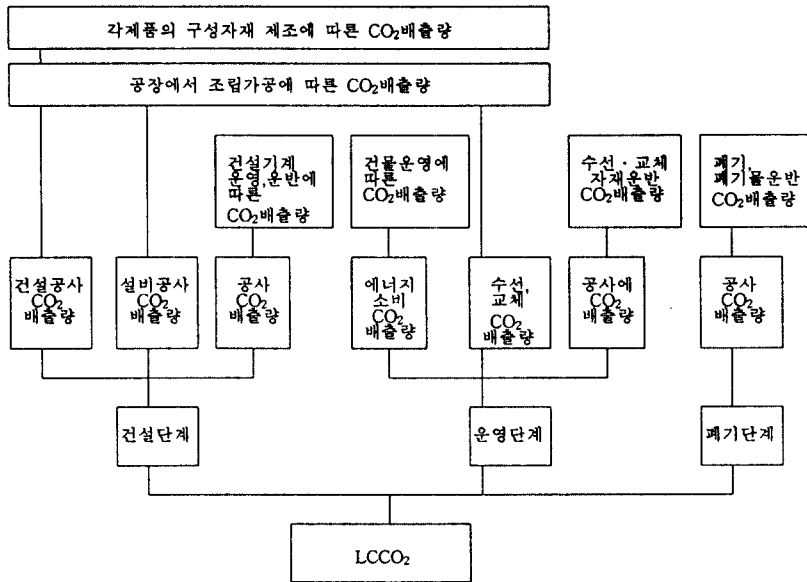 각제품의 구성자재 제조에 따른 CO₂배출량
공장에서 조립가공에 따른 CO₂배출량
건설기계
운영,운반에
따른
CO₂배출량
건물운영에
따른
CO₂배출량
수선·교체
자재운반
CO₂배출량
폐기,
폐기물운반
CO₂배출량
건설공사
CO₂
배출량
설비공사
CO₂
배출량
공사
CO₂
배출량
에너지
소비
CO₂
배출량
수선,
교체
CO₂
배출량
공사에
CO₂
배출량
공사
CO₂
배출량
건설단계
운영단계
폐기단계
LCCO₂